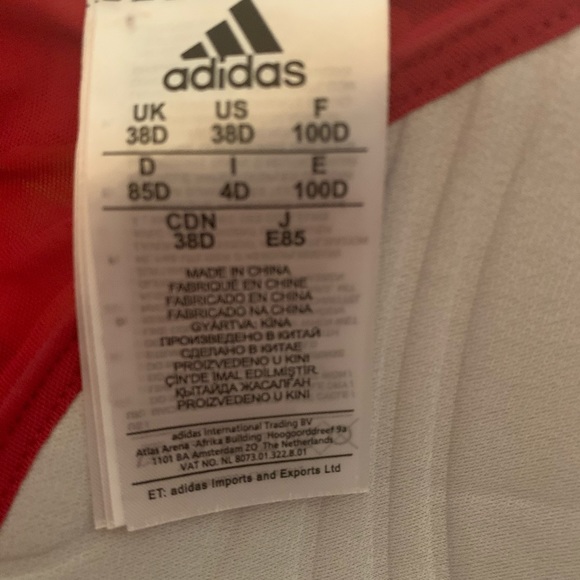 adidas
UK US F
38D 38D 100D
D I E
85D 4D 100D
CDN J
38D E85
MADE IN CHINA
FABRIQUÉ EN CHINE
FABRICADO EN CHINA
FABRICADO NA CHINA
GYÁRTVA: KÍNA
ПРОИЗВЕДЕНО В КИТАЙ
СДЕЛАНО В КИТАЕ
PROIZVEDENO U KINI
ÇİN'DE İMAL EDİLMİŞTİR.
ҚЫТАЙДА ЖАСАЛҒАН
PROIZVEDENO U KINI
adidas International Trading BV
Atlas Arena -Afrika Building Hoogoorddreef 9a
1101 BA Amsterdam ZO The Netherlands
VAT NO. NL 8073.01.322.B.01
ET: adidas Imports and Exports Ltd